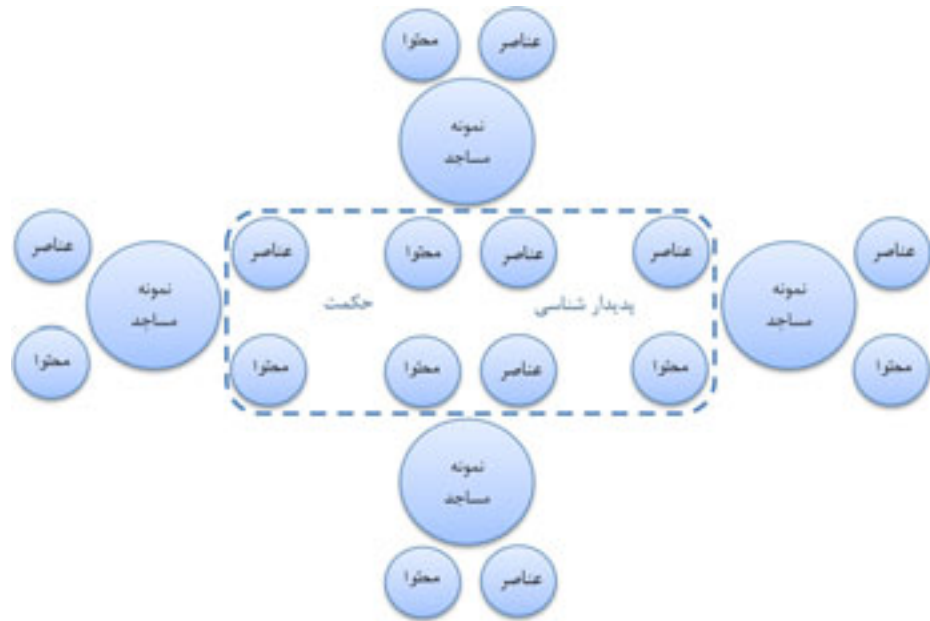 عناصر
محتوا
نمونه
مساجد
عناصر
عناصر
عناصر
محتوا
عناصر
عناصر
نمونه
مساجد
پدیدار شناسی
حکمت
نمونه
مساجد
محتوا
محتوا
عناصر
محتوا
محتوا
محتوا
نمونه
مساجد
عناصر
محتوا